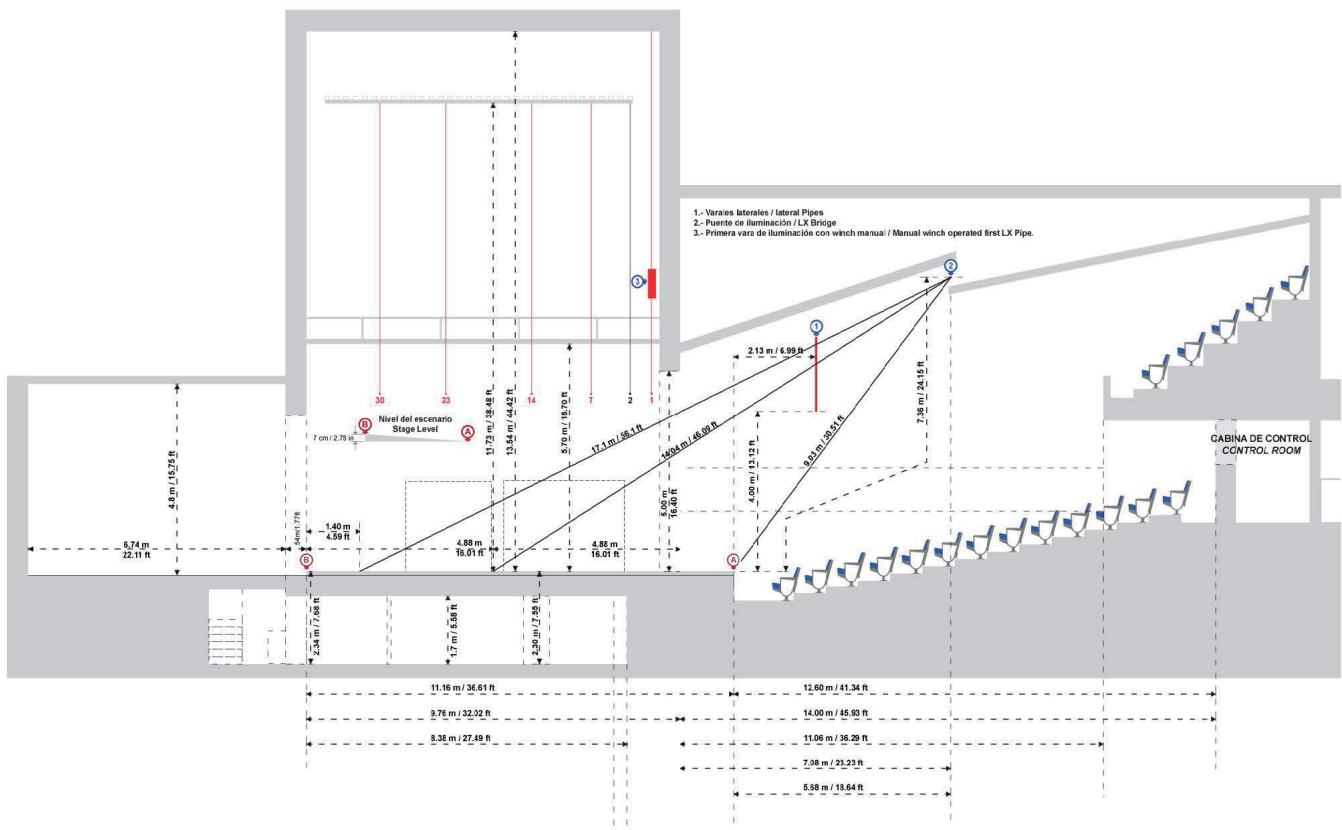 1.- Varales laterales / lateral Pipes
2.- Puente de iluminación / LX Bridge
3.- Primera vara de iluminación con winch manual / Manual winch operated first LX Pipe.
2
3
1
2.13 m / 6.99 ft
7.36 m / 24.15 ft
30
23
14
7
2
1
Nivel del escenario
Stage Level
B
A
7 cm / 2.75 in
11.73 m / 38.48 ft
13.54 m / 44.42 ft
5.70 m / 18.70 ft
17.1 m / 56.1 ft
14.04 m / 46.09 ft
9.03 m / 30.51 ft
4.00 m / 13.12 ft
5.00 m
16.40 ft
CABINA DE CONTROL
CONTROL ROOM
4.8 m / 15.75 ft
6.74 m
22.11 ft
.54m/1.77ft
1.40 m
4.59 ft
4.88 m
16.01 ft
4.88 m
16.01 ft
B
A
2.34 m / 7.68 ft
1.7 m / 5.58 ft
2.30 m / 7.55 ft
11.16 m / 36.61 ft
12.60 m / 41.34 ft
9.76 m / 32.02 ft
14.00 m / 45.93 ft
8.38 m / 27.49 ft
11.06 m / 36.29 ft
7.08 m / 23.23 ft
5.68 m / 18.64 ft